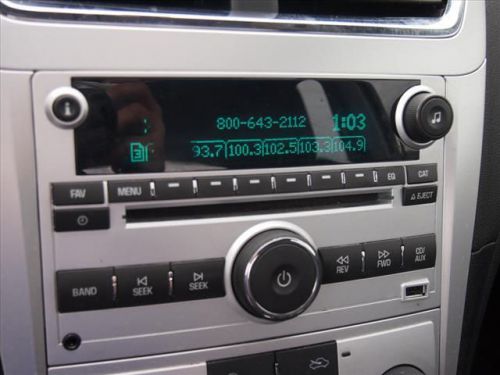 800-643-2112 1:03
3 93.7 100.3 102.5 103.3 104.9
FAV MENU EQ CAT
EJECT
BAND SEEK SEEK REV FWD CD/AUX